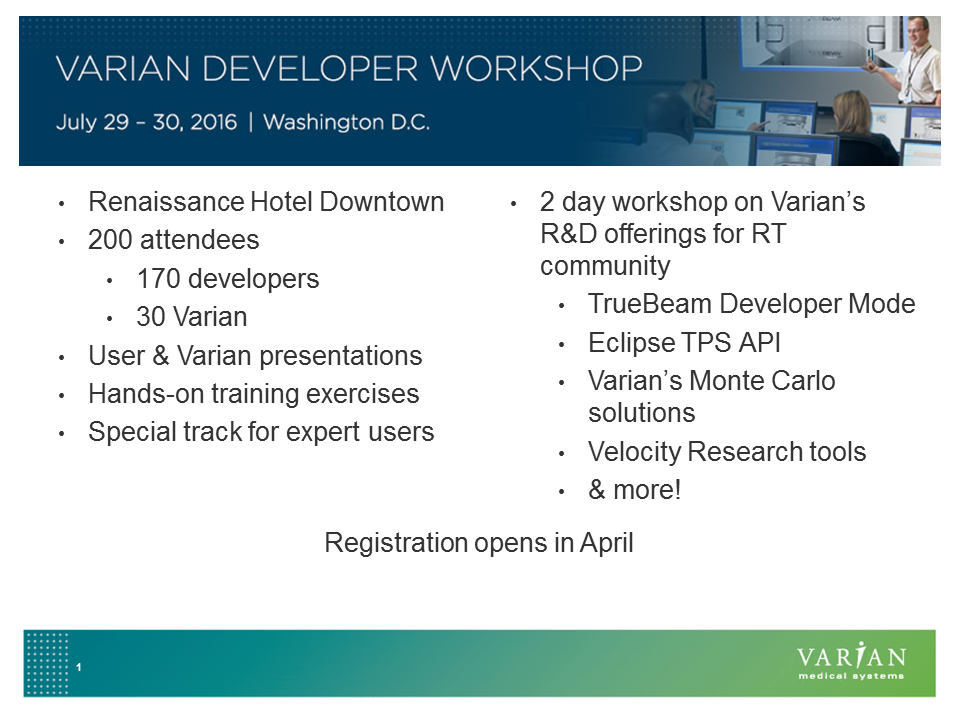 VARIAN DEVELOPER WORKSHOP
July 29 – 30, 2016 | Washington D.C.
• Renaissance Hotel Downtown
• 200 attendees
• 170 developers
• 30 Varian
• User & Varian presentations
• Hands-on training exercises
• Special track for expert users
• 2 day workshop on Varian’s
R&D offerings for RT
community
• TrueBeam Developer Mode
• Eclipse TPS API
• Varian’s Monte Carlo
solutions
• Velocity Research tools
• & more!
Registration opens in April
1
VARIAN
medical systems